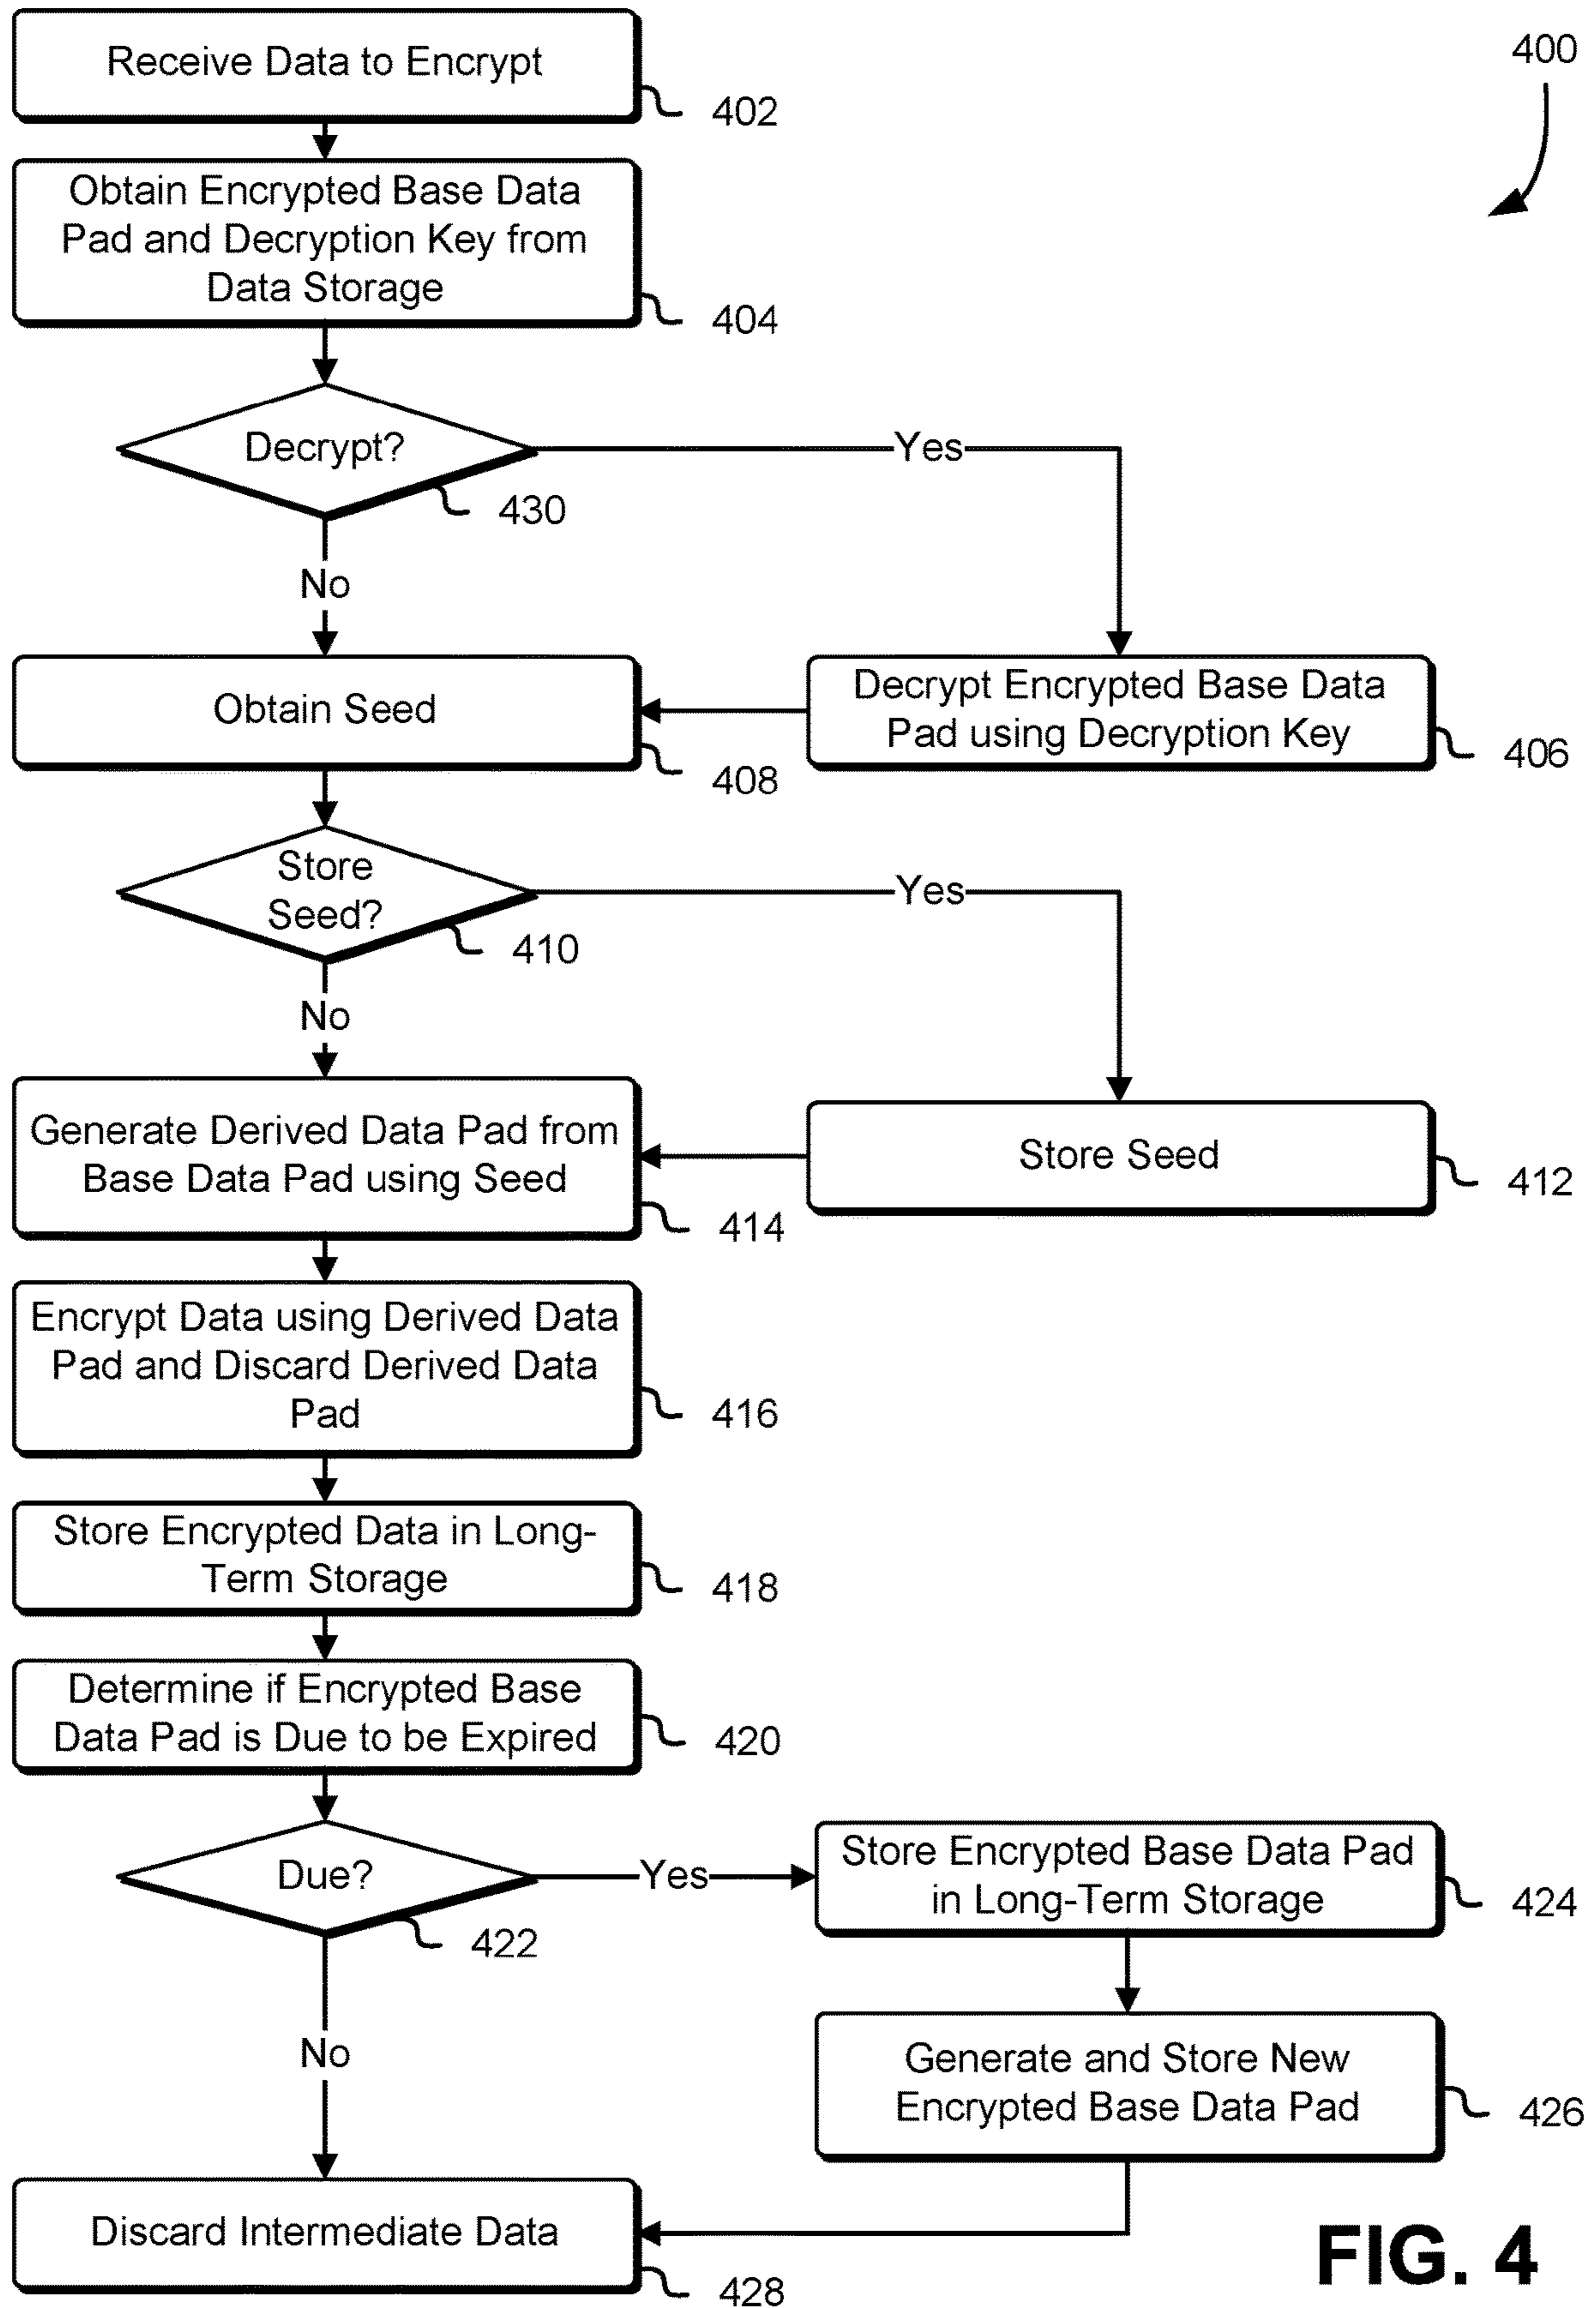 Receive Data to Encrypt
402
400
Obtain Encrypted Base Data
Pad and Decryption Key from
Data Storage
404
Decrypt?
430
Yes
No
Obtain Seed
408
Decrypt Encrypted Base Data
Pad using Decryption Key
406
Store
Seed?
410
Yes
No
Generate Derived Data Pad from
Base Data Pad using Seed
414
Store Seed
412
Encrypt Data using Derived Data
Pad and Discard Derived Data
Pad
416
Store Encrypted Data in Long-
Term Storage
418
Determine if Encrypted Base
Data Pad is Due to be Expired
420
Due?
422
Yes
Store Encrypted Base Data Pad
in Long-Term Storage
424
No
Generate and Store New
Encrypted Base Data Pad
426
Discard Intermediate Data
428
FIG. 4